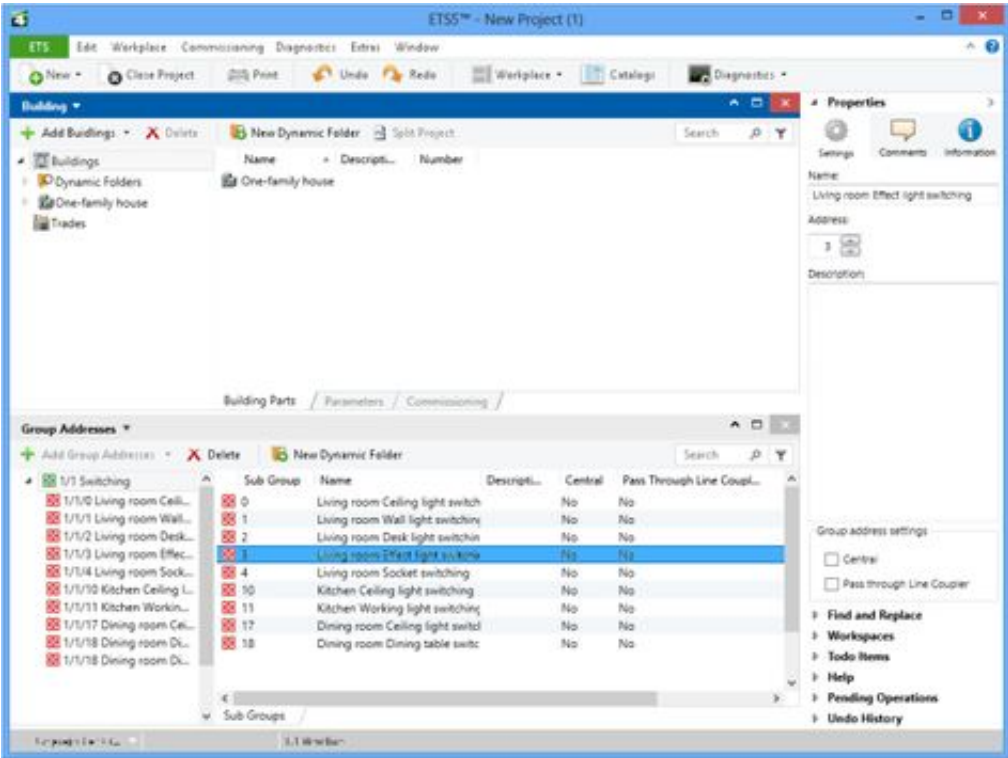 ETS5™ - New Project (1)
ETS Edit Workplace Commissioning Diagnostics Extras Window
New Close Project Print Undo Redo Workplace Catalogs Diagnostics
Building
Add Buidlings Delete New Dynamic Folder Split Project Search
Buildings
Dynamic Folders
One-family house
Trades
Name Descripti... Number
One-family house
Building Parts / Parameters / Commissioning /
Group Addresses
Add Group Addresses Delete New Dynamic Folder Search
1/1 Switching
1/1/0 Living room Ceili...
1/1/1 Living room Wall...
1/1/2 Living room Desk...
1/1/3 Living room Effec...
1/1/4 Living room Sock...
1/1/10 Kitchen Ceiling l...
1/1/11 Kitchen Workin...
1/1/17 Dining room Cei...
1/1/18 Dining room Di...
1/1/18 Dining room Di...
Sub Group Name Descripti... Central Pass Through Line Coupl...
0 Living room Ceiling light switch No No
1 Living room Wall light switching No No
2 Living room Desk light switchin No No
3 Living room Effect light switchi No No
4 Living room Socket switching No No
10 Kitchen Ceiling light switching No No
11 Kitchen Working light switching No No
17 Dining room Ceiling light switcl No No
18 Dining room Dining table switc No No
Sub Groups
Properties
Settings Comments Information
Name:
Living room Effect light switching
Address:
3
Description:
Group address settings
Central
Pass through Line Coupler
Find and Replace
Workspaces
Todo Items
Help
Pending Operations
Undo History